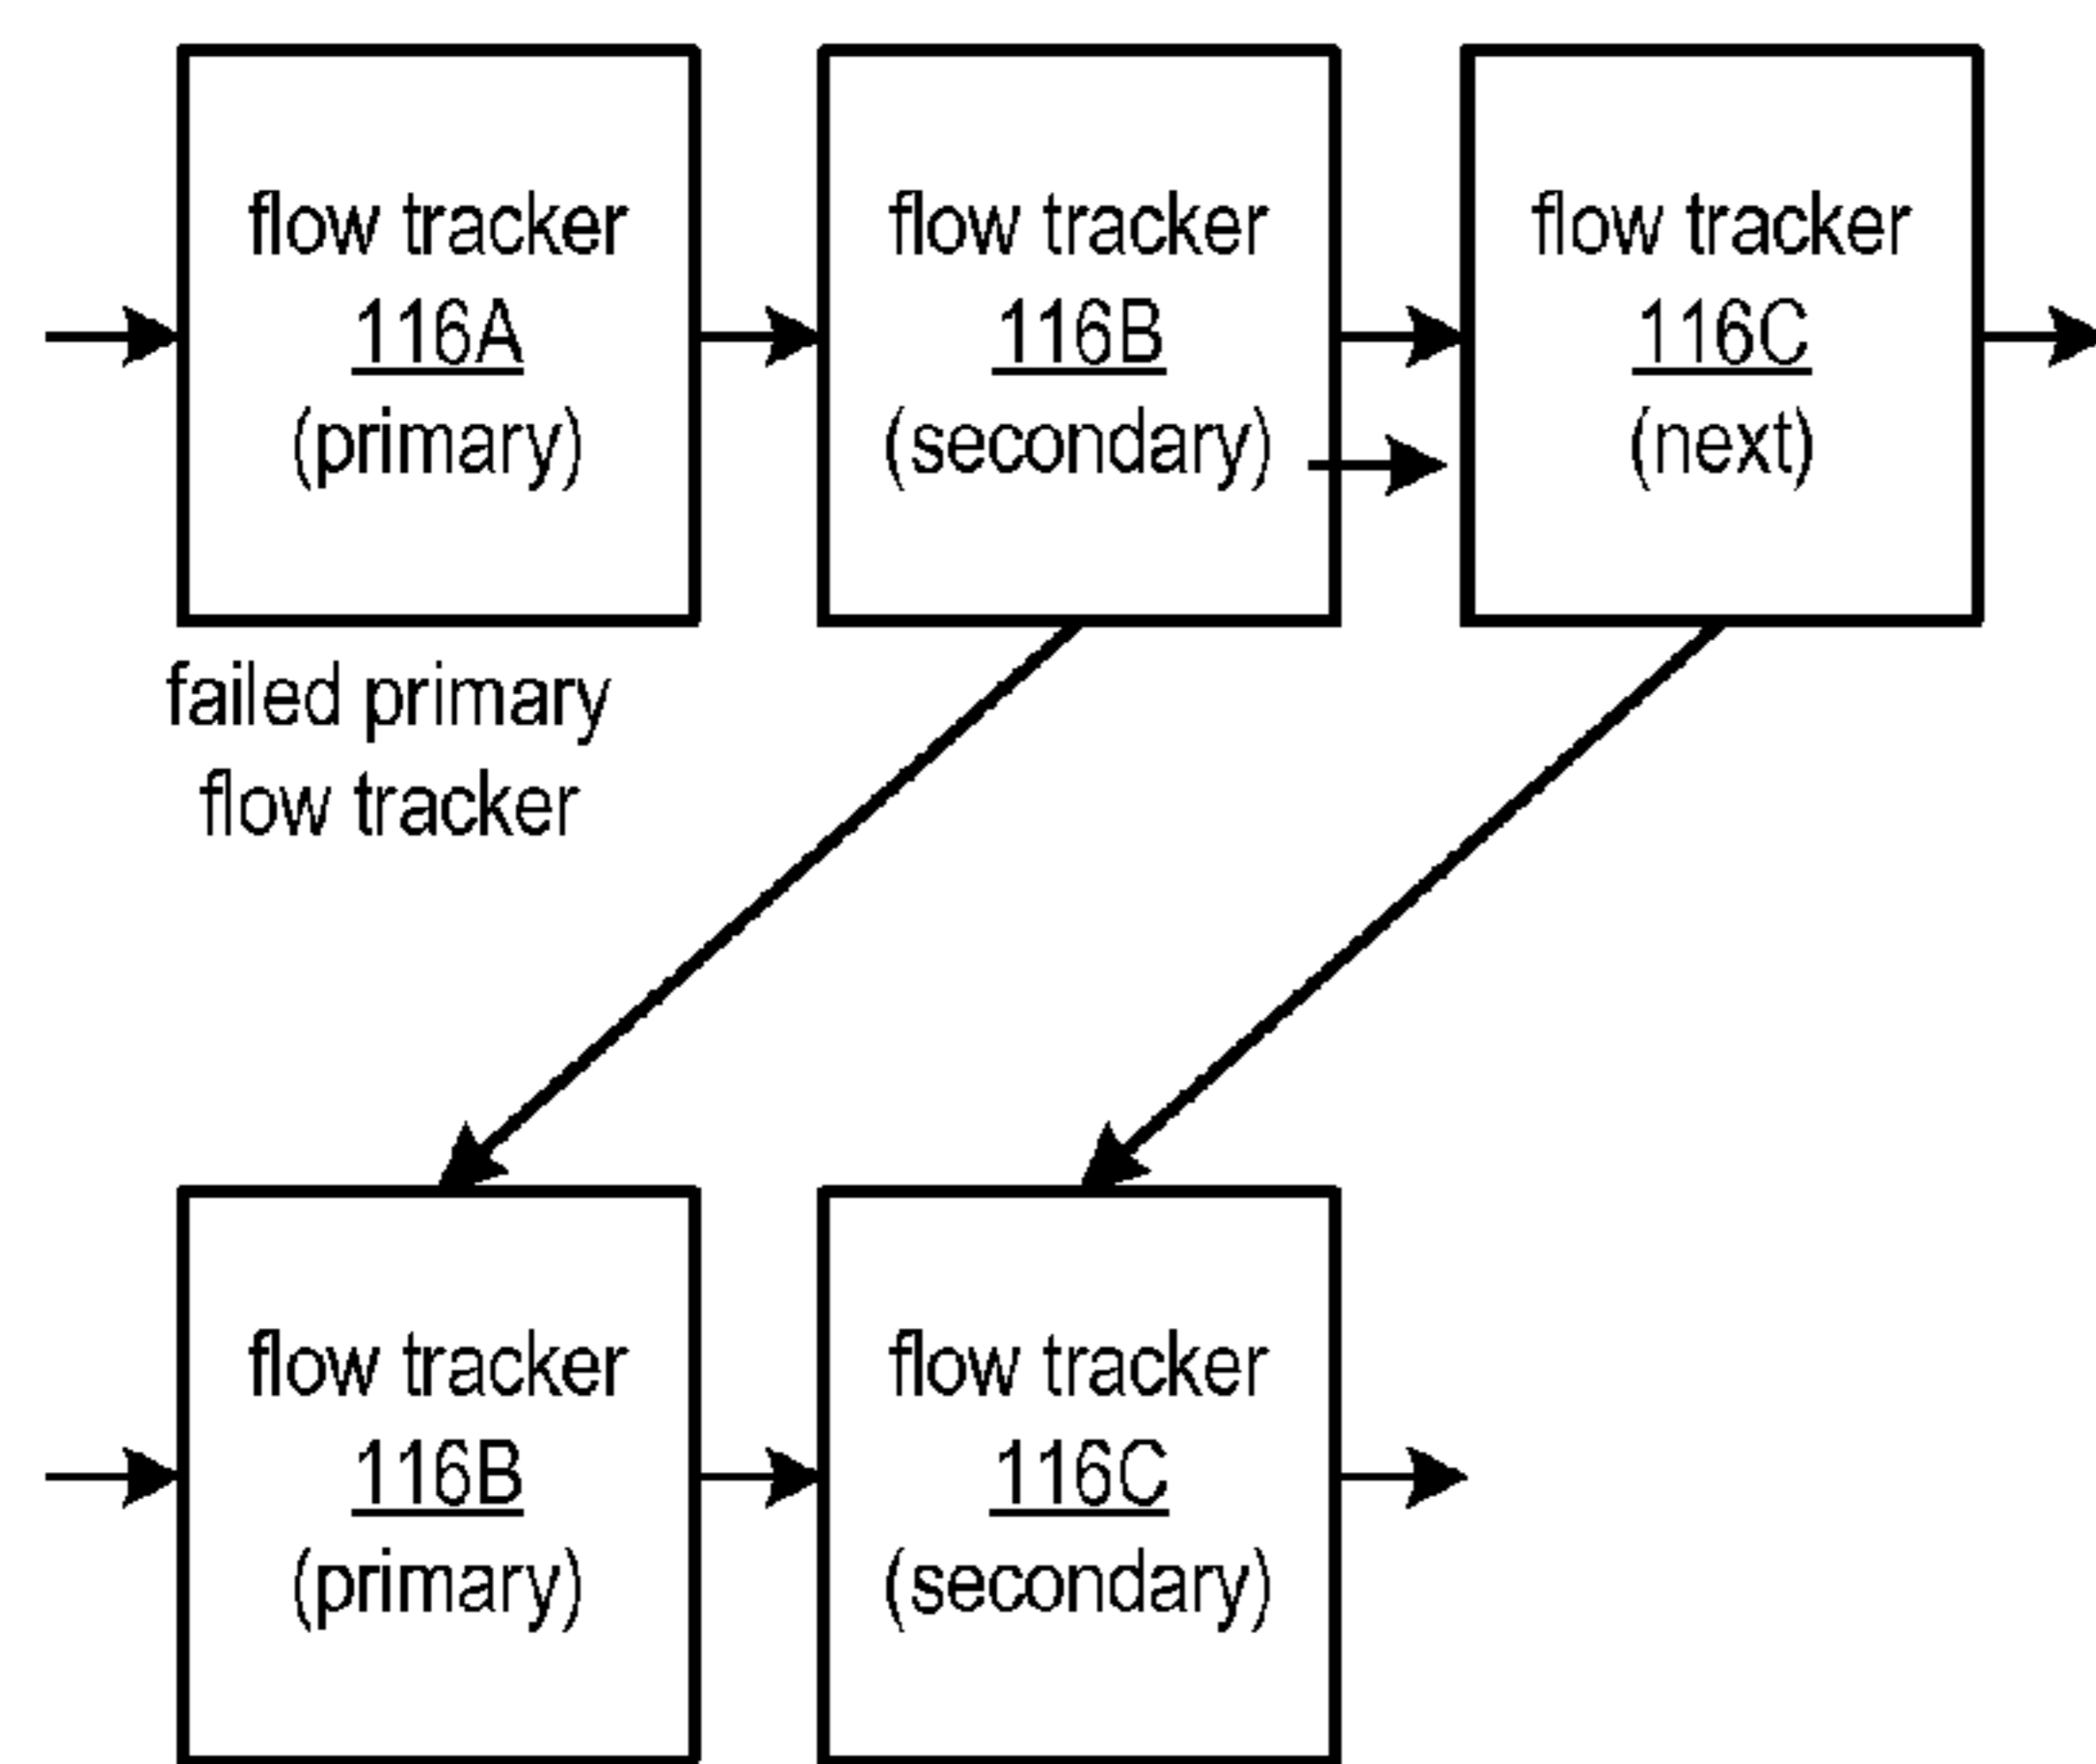 flow tracker
116A
(primary)
flow tracker
116B
(secondary)
flow tracker
116C
(next)
failed primary
flow tracker
flow tracker
116B
(primary)
flow tracker
116C
(secondary)